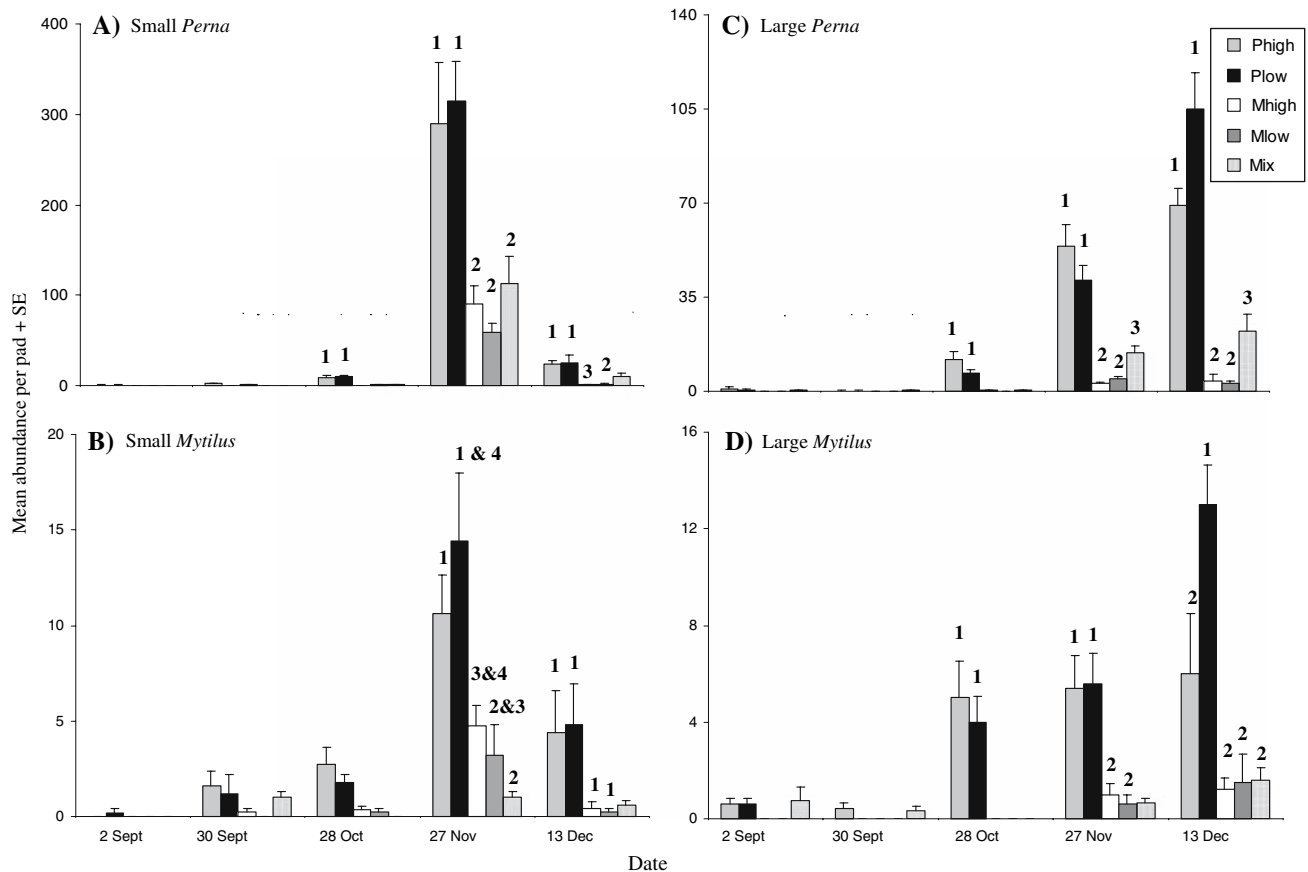 A) Small Perna
400
300
200
100
0
1 1
1 1
2 2 2
1 1 3 2
C) Large Perna
140
105
70
35
0
1 1
1 1 2 2 3
1 1 2 2 3
Phigh
Plow
Mhigh
Mlow
Mix
Mean abundance per pad + SE
B) Small Mytilus
20
15
10
5
0
1 1 & 4 3&4 2&3 2
1 1 1 1
2 Sept 30 Sept 28 Oct 27 Nov 13 Dec
D) Large Mytilus
16
12
8
4
0
1 1
1 1 2 2
2 1 2 2 2
2 Sept 30 Sept 28 Oct 27 Nov 13 Dec
Date